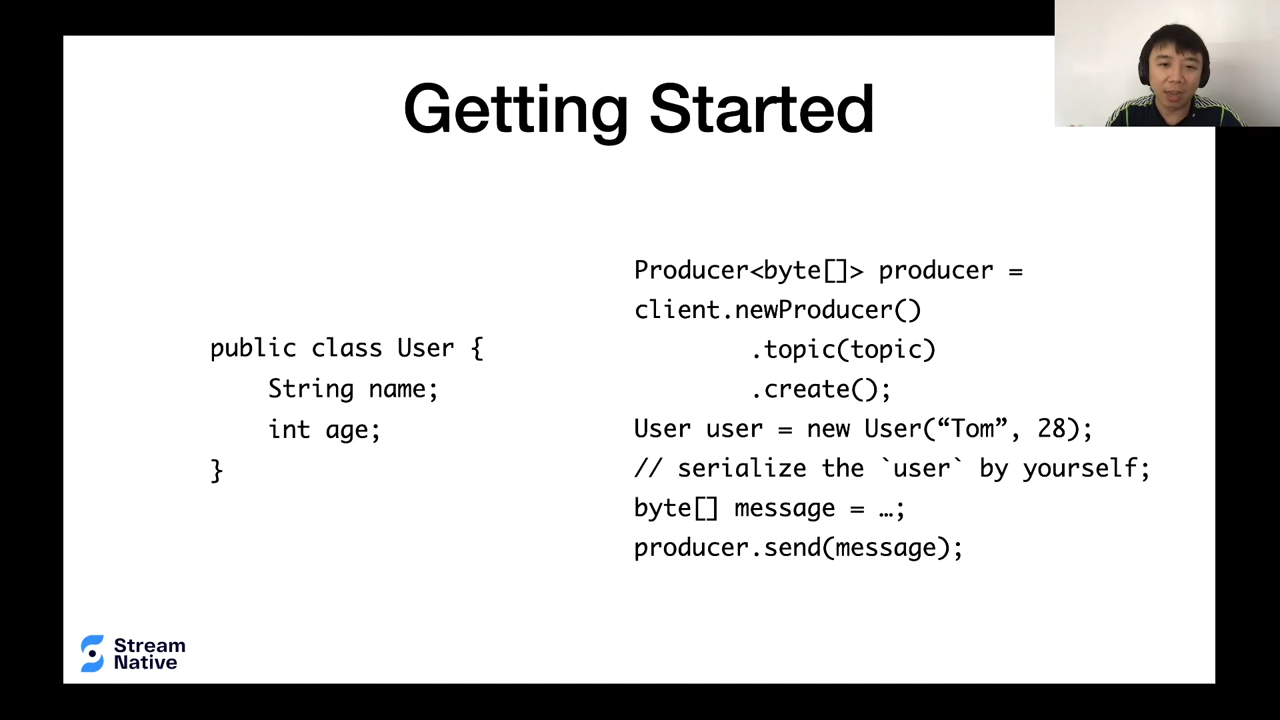 Getting Started
public class User {
String name;
int age;
}
Producer<byte[]> producer =
client.newProducer()
.topic(topic)
.create();
User user = new User(“Tom”, 28);
// serialize the `user` by yourself;
byte[] message = …;
producer.send(message);
Stream
Native